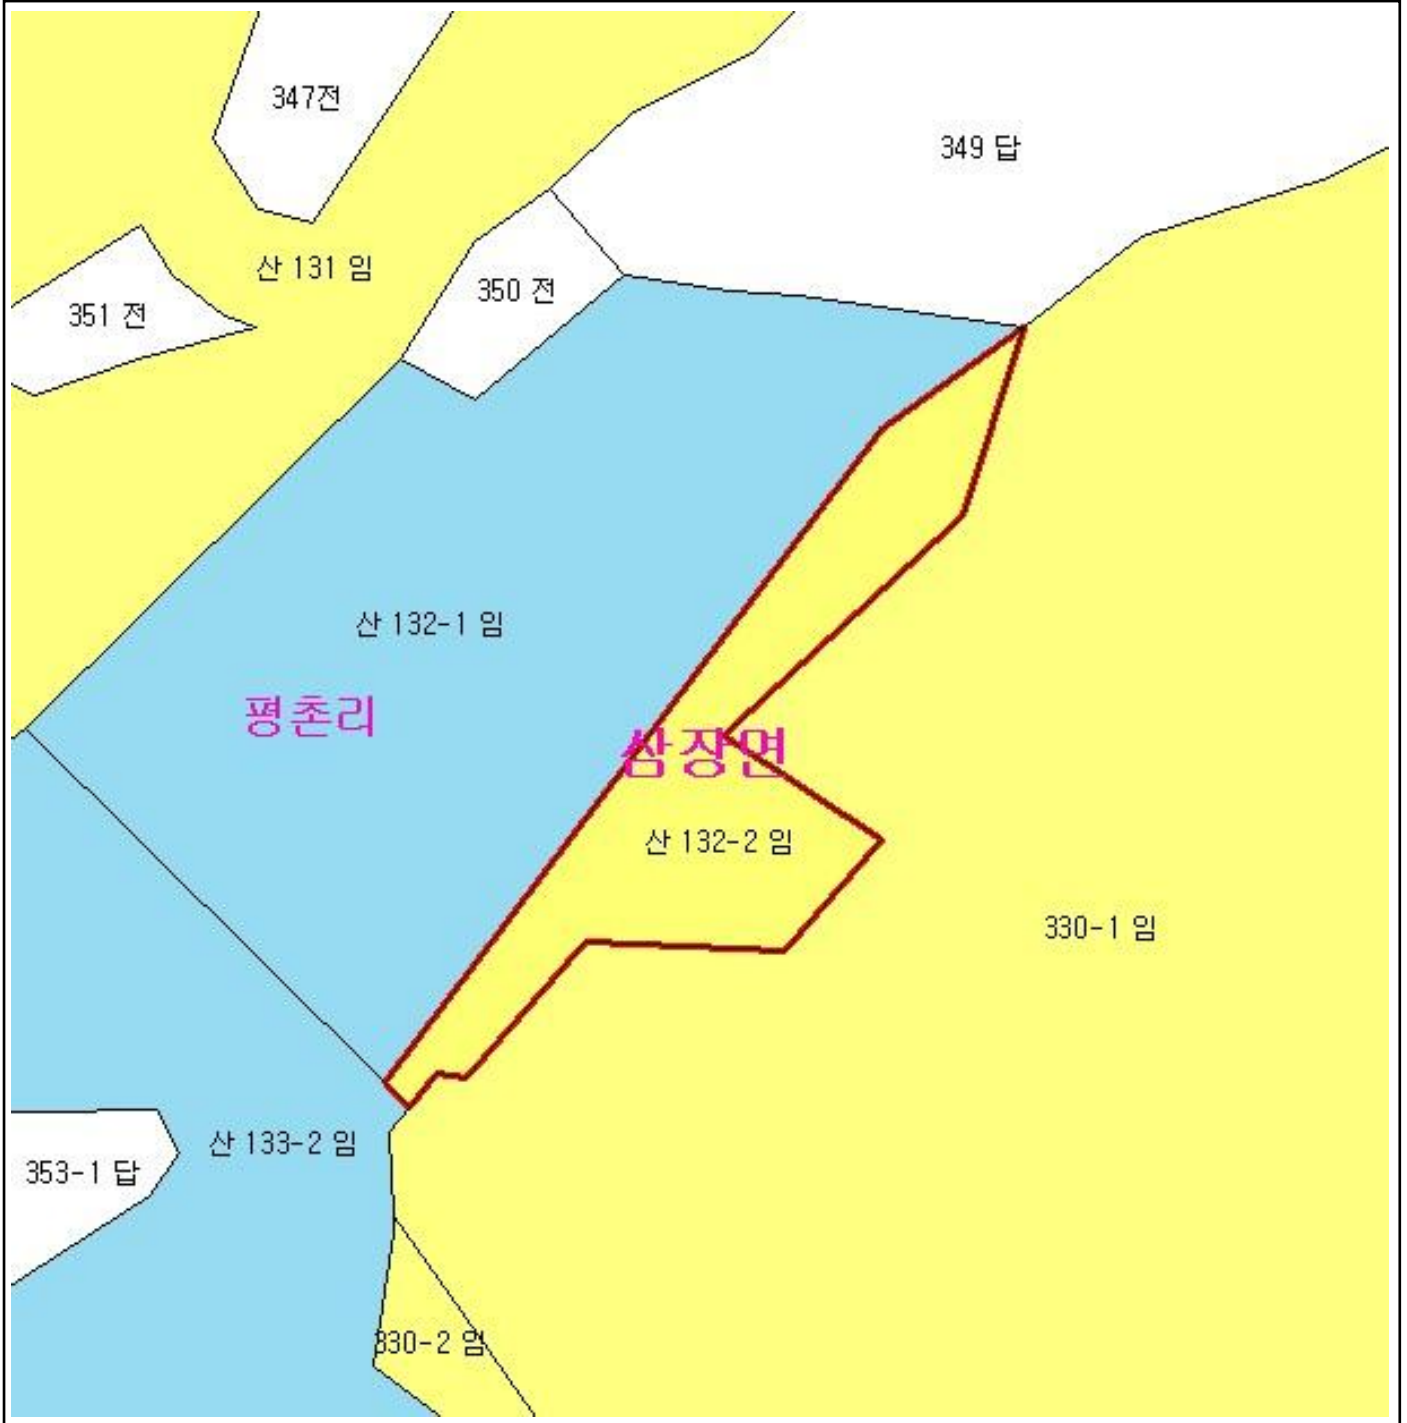 347전
349 답
산 131 임
350 전
351 전
산 132-1 임
평촌리
삼장면
산 132-2 임
330-1 임
산 133-2 임
353-1 답
330-2 임